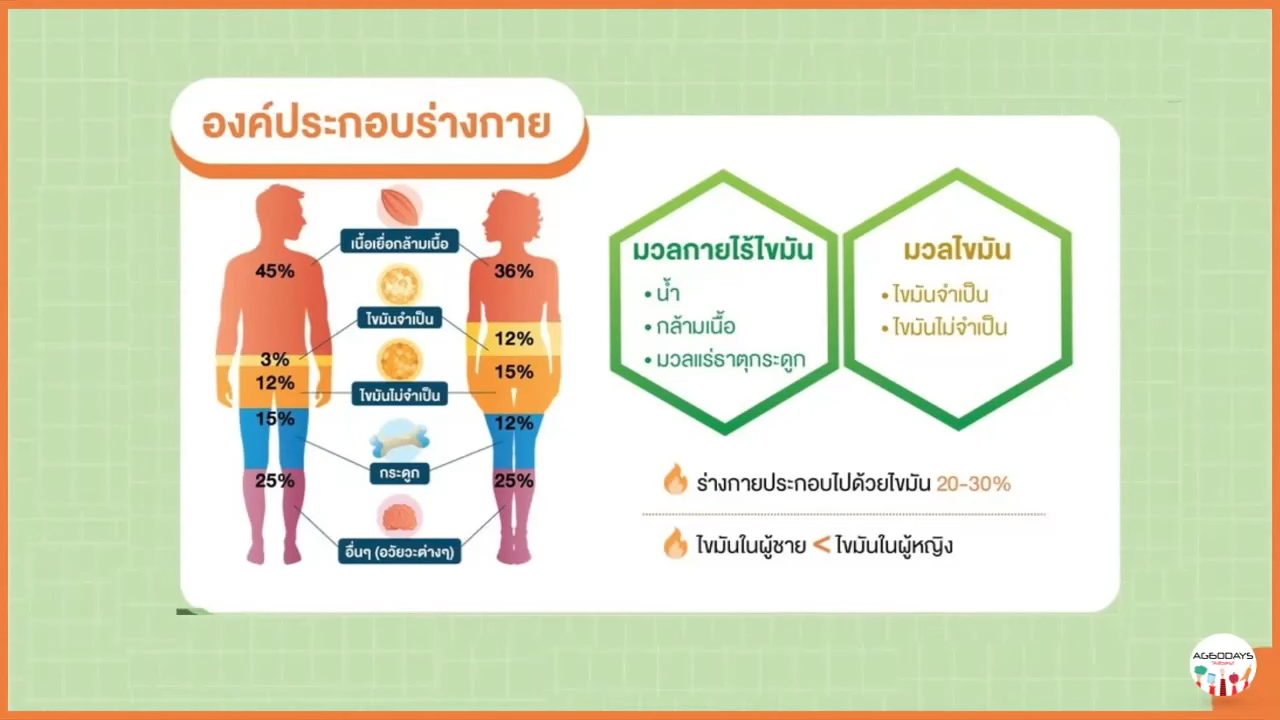 องค์ประกอบร่างกาย
เนื้อเยื่อกล้ามเนื้อ
45%
36%
ไขมันจำเป็น
3%
12%
ไขมันไม่จำเป็น
12%
15%
15%
12%
กระดูก
25%
25%
อื่นๆ (อวัยวะต่างๆ)
มวลกายไร้ไขมัน
• น้ำ
• กล้ามเนื้อ
• มวลแร่ธาตุกระดูก
มวลไขมัน
• ไขมันจำเป็น
• ไขมันไม่จำเป็น
ร่างกายประกอบไปด้วยไขมัน 20-30%
ไขมันในผู้ชาย < ไขมันในผู้หญิง
AG60DAYS